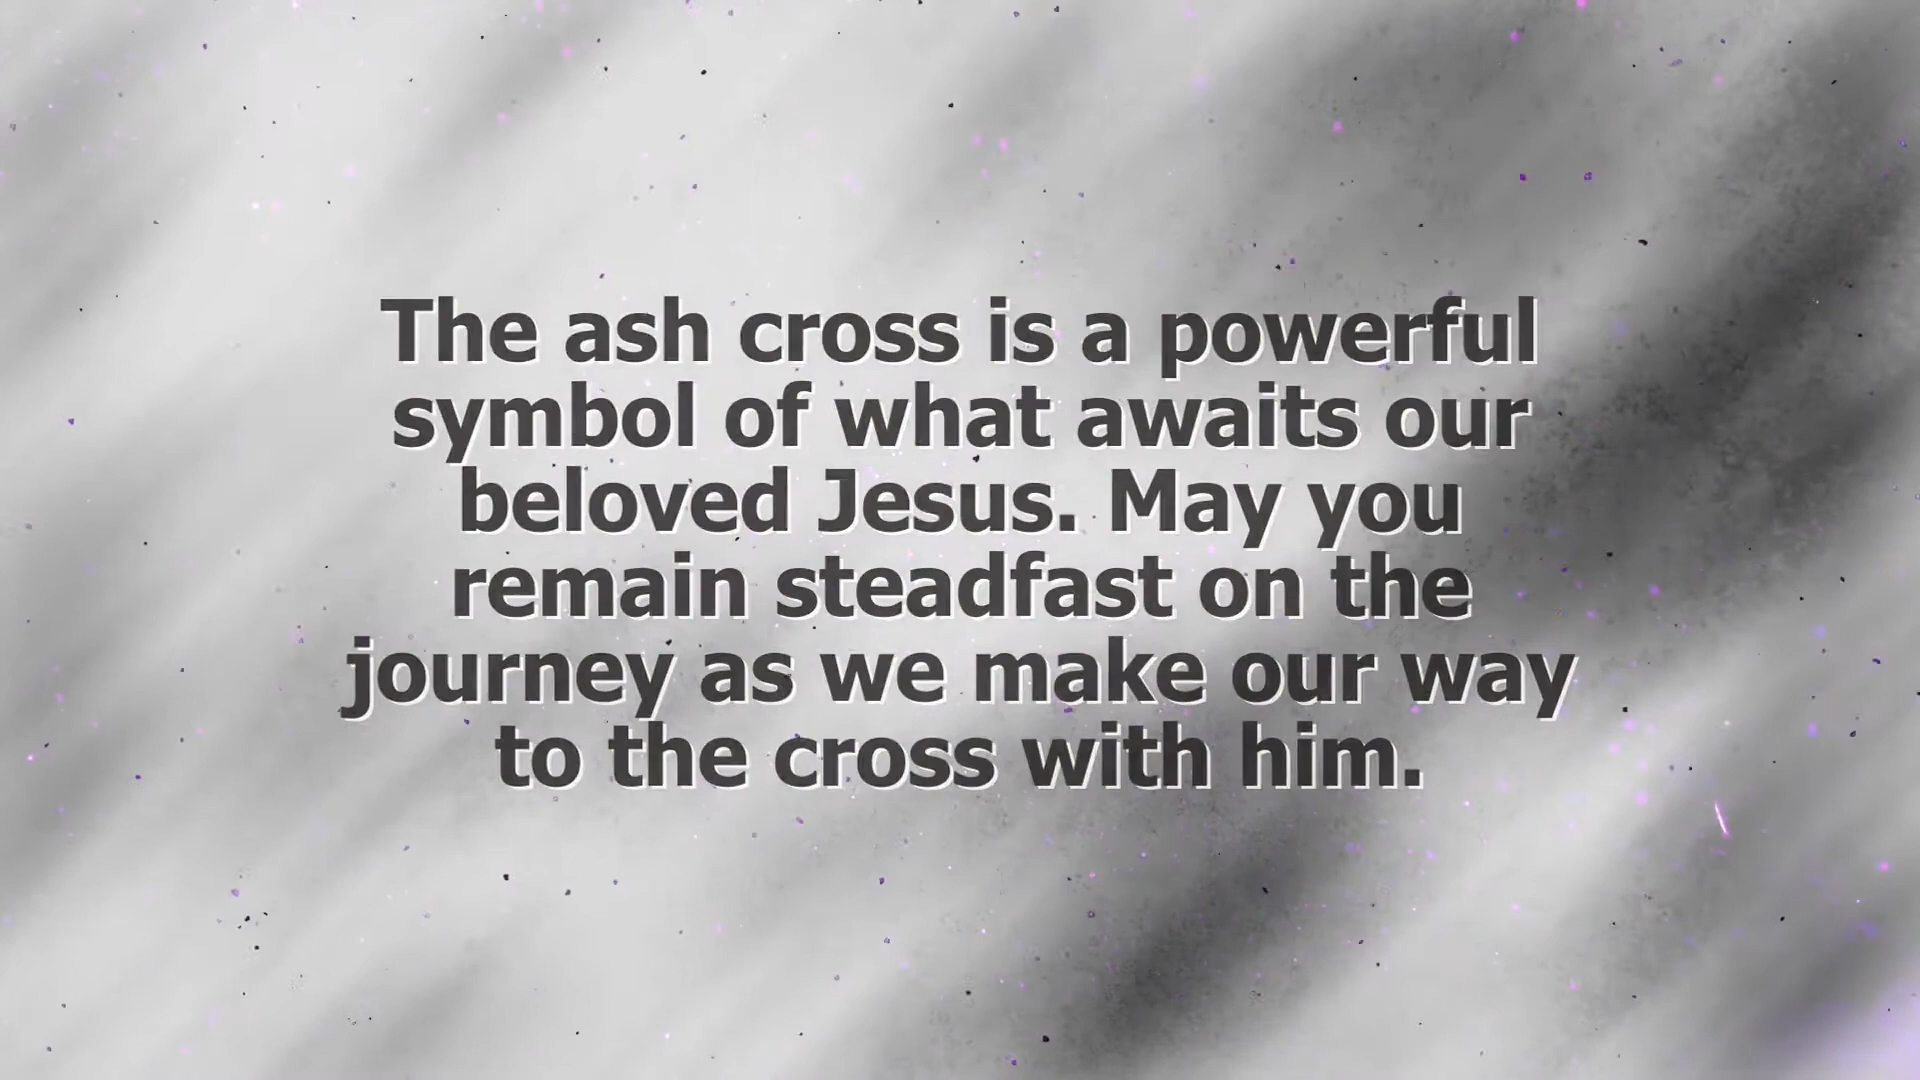 The ash cross is a powerful
symbol of what awaits our
beloved Jesus. May you
remain steadfast on the
journey as we make our way
to the cross with him.